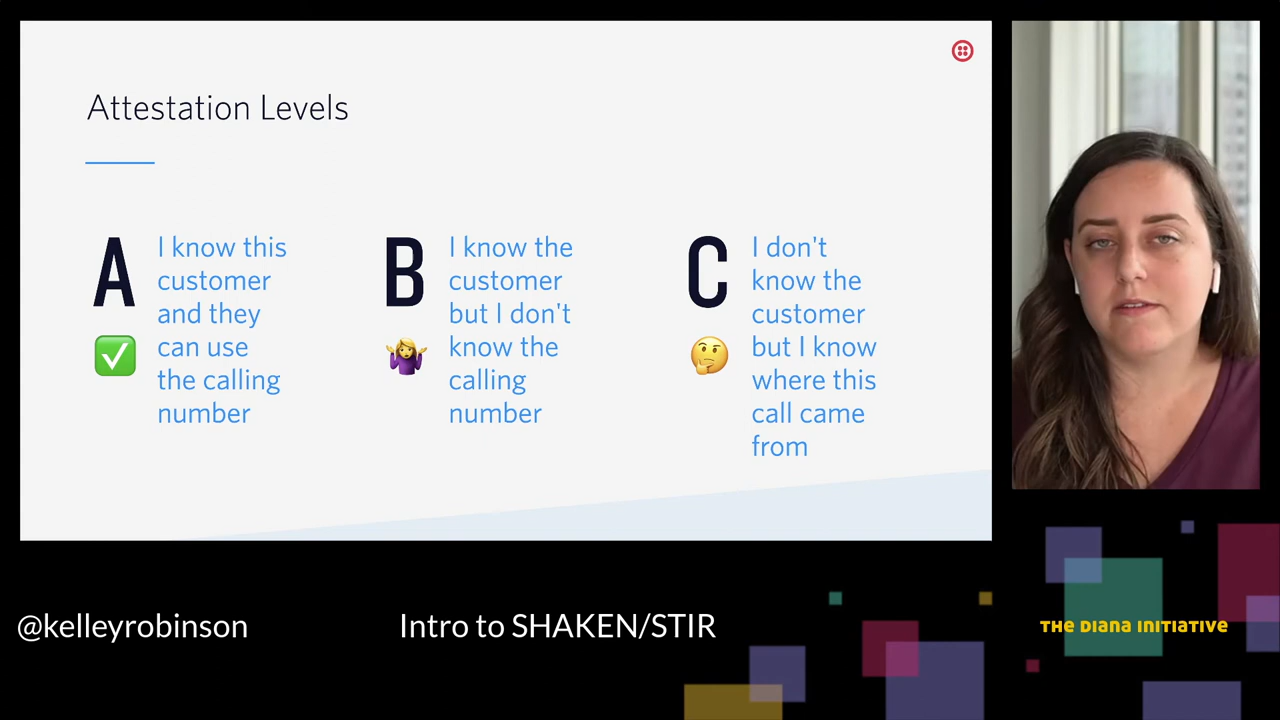 Attestation Levels
A
I know this
customer
and they
can use
the calling
number
B
I know the
customer
but I don't
know the
calling
number
C
I don't
know the
customer
but I know
where this
call came
from
@kelleyrobinson
Intro to SHAKEN/STIR
THE DIANA INITIATIVE